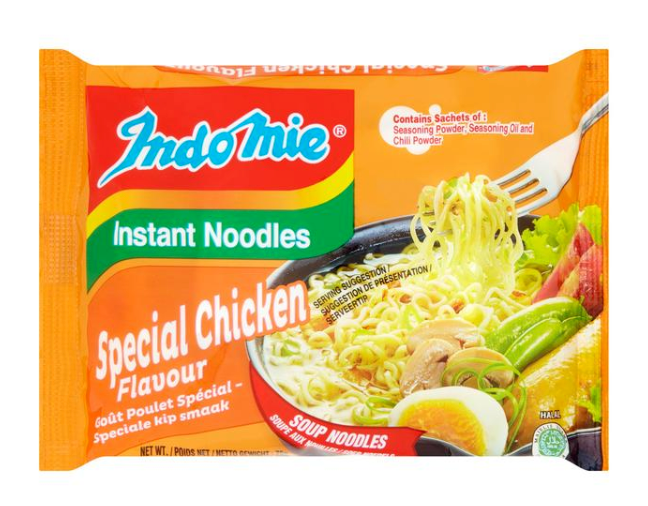 Special Chicken Flavour
Indomie®
Instant Noodles
Contains Sachets of :
Seasoning Powder, Seasoning Oil and
Chili Powder
SERVING SUGGESTION /
SUGGESTION DE PRÉSENTATION /
SERVEERTIP
Special Chicken
Flavour
Goût Poulet Spécial -
Speciale kip smaak
SOUP NOODLES
SOUPE AUX
HALAL
NET WT. / POIDS NET / NETTO GEWICHT